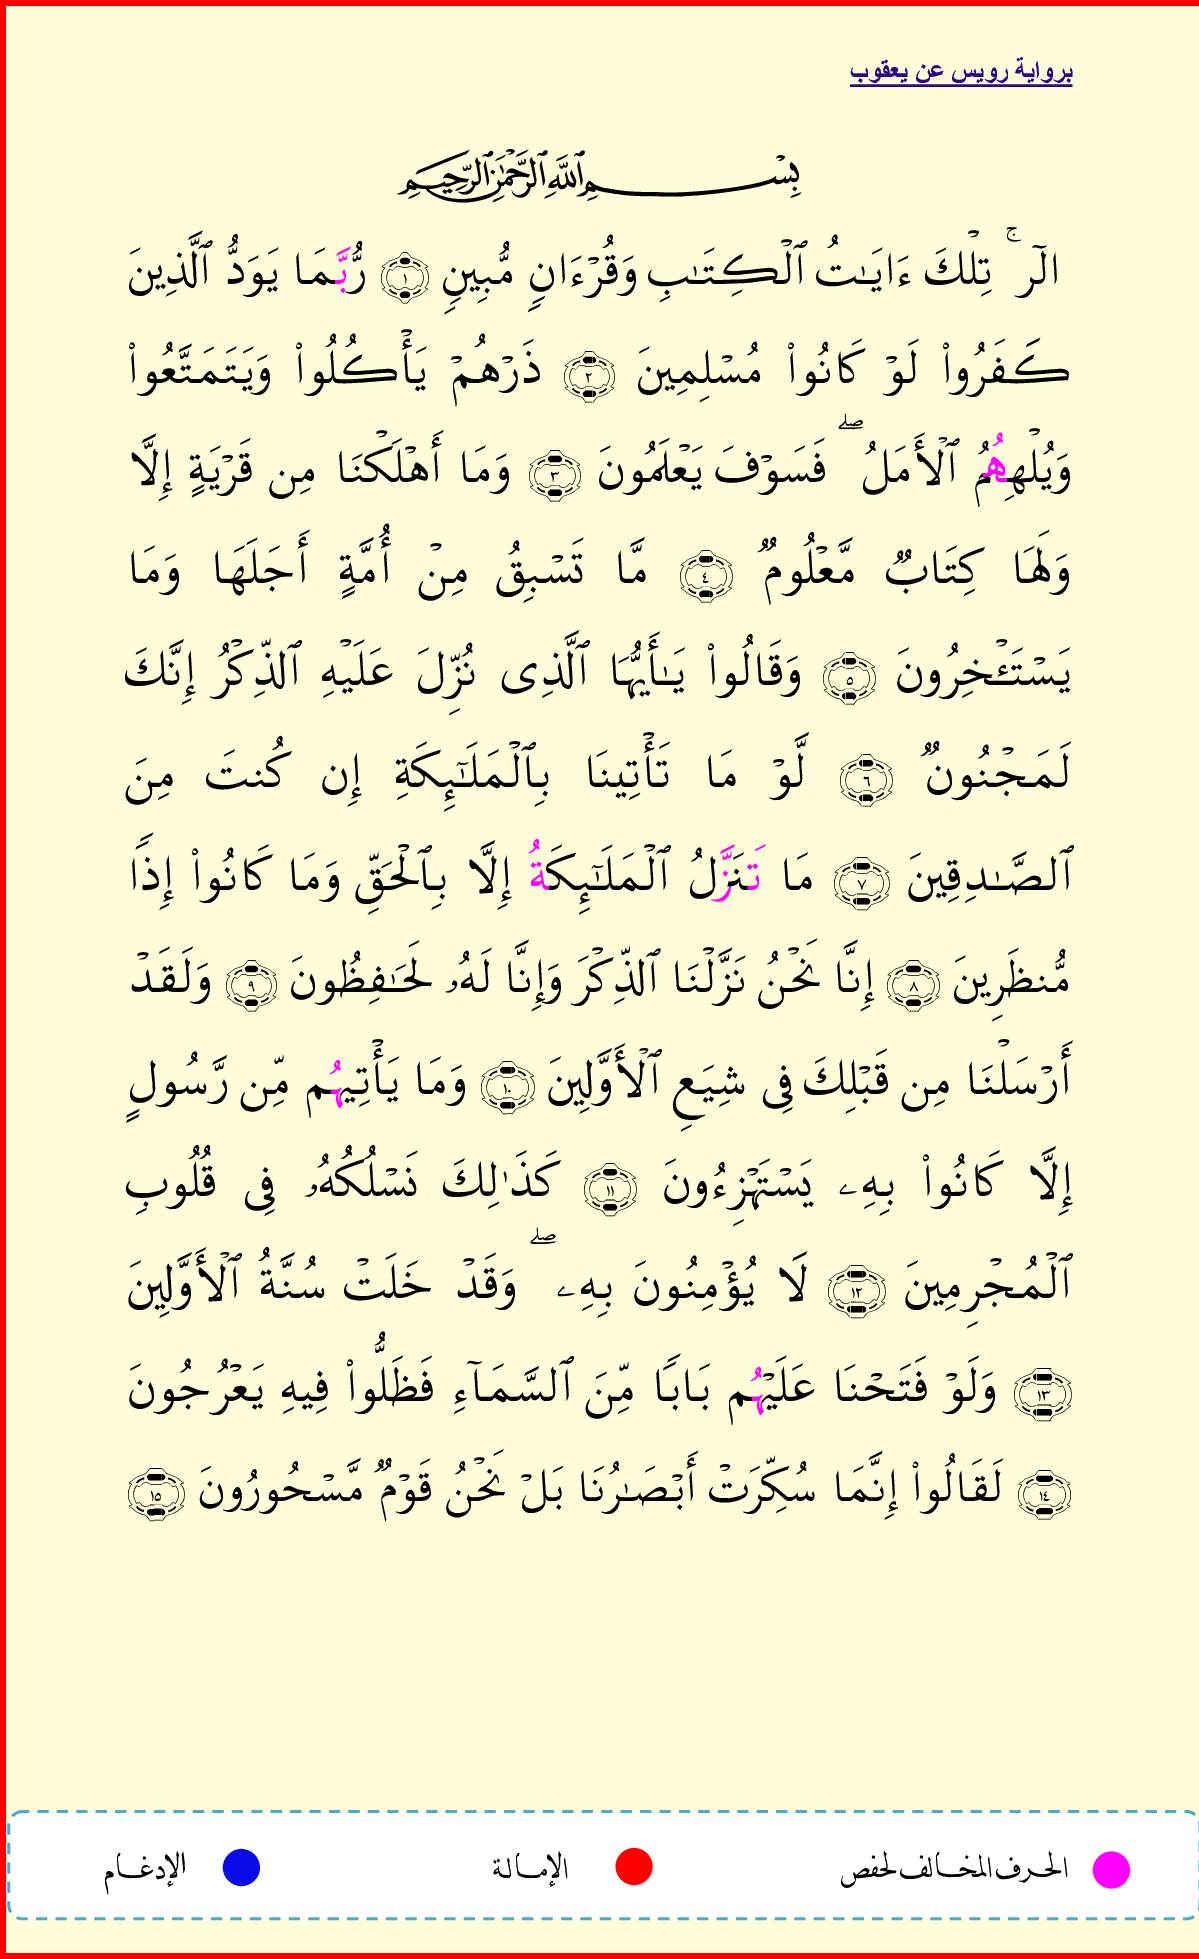 برواية رويس عن يعقوب
بِسْمِ ٱللَّهِ ٱلرَّحْمَٰنِ ٱلرَّحِيمِ
الٓر ۚ تِلْكَ ءَايَـٰتُ ٱلْكِتَـٰبِ وَقُرْءَانٍ مُّبِينٍ ١ رُّبَّمَا يَوَدُّ ٱلَّذِينَ
كَفَرُوا۟ لَوْ كَانُوا۟ مُسْلِمِينَ ٢ ذَرْهُمْ يَأْكُلُوا۟ وَيَتَمَتَّعُوا۟
وَيُلْهِهُمُ ٱلْأَمَلُ ۖ فَسَوْفَ يَعْلَمُونَ ٣ وَمَا أَهْلَكْنَا مِن قَرْيَةٍ إِلَّا
وَلَهَا كِتَابٌ مَّعْلُومٌ ٤ مَّا تَسْبِقُ مِنْ أُمَّةٍ أَجَلَهَا وَمَا
يَسْتَـْٔخِرُونَ ٥ وَقَالُوا۟ يَـٰأَيُّهَا ٱلَّذِى نُزِّلَ عَلَيْهِ ٱلذِّكْرُ إِنَّكَ
لَمَجْنُونٌ ٦ لَّوْ مَا تَأْتِينَا بِٱلْمَلَـٰٓئِكَةِ إِن كُنتَ مِنَ
ٱلصَّـٰدِقِينَ ٧ مَا تَنَزَّلُ ٱلْمَلَـٰٓئِكَةُ إِلَّا بِٱلْحَقِّ وَمَا كَانُوا۟ إِذًا
مُّنظَرِينَ ٨ إِنَّا نَحْنُ نَزَّلْنَا ٱلذِّكْرَ وَإِنَّا لَهُۥ لَحَـٰفِظُونَ ٩ وَلَقَدْ
أَرْسَلْنَا مِن قَبْلِكَ فِى شِيَعِ ٱلْأَوَّلِينَ ١٠ وَمَا يَأْتِيهُم مِّن رَّسُولٍ
إِلَّا كَانُوا۟ بِهِۦ يَسْتَهْزِءُونَ ١١ كَذَٰلِكَ نَسْلُكُهُۥ فِى قُلُوبِ
ٱلْمُجْرِمِينَ ١٢ لَا يُؤْمِنُونَ بِهِۦ ۖ وَقَدْ خَلَتْ سُنَّةُ ٱلْأَوَّلِينَ
١٣ وَلَوْ فَتَحْنَا عَلَيْهُم بَابًا مِّنَ ٱلسَّمَآءِ فَظَلُّوا۟ فِيهِ يَعْرُجُونَ
١٤ لَقَالُوا۟ إِنَّمَا سُكِّرَتْ أَبْصَـٰرُنَا بَلْ نَحْنُ قَوْمٌ مَّسْحُورُونَ ١٥
الحرف المخالف لحفص الإمالة الإدغام